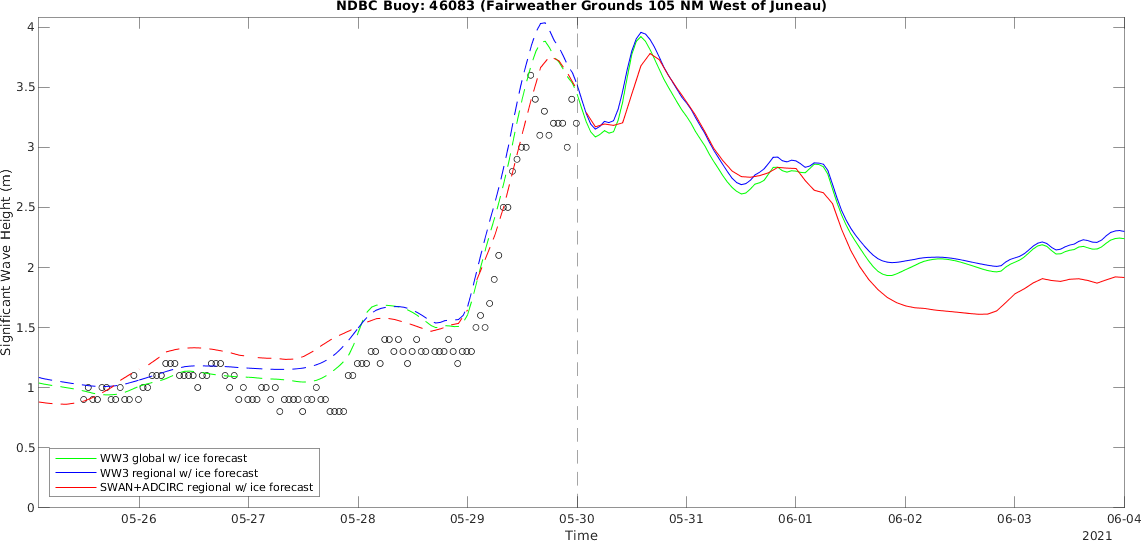 NDBC Buoy: 46083 (Fairweather Grounds 105 NM West of Juneau)
4
3.5
3
2.5
2
1.5
1
0.5
0
Significant Wave Height (m)
WW3 global w/ ice forecast
WW3 regional w/ ice forecast
SWAN+ADCIRC regional w/ ice forecast
05-26 05-27 05-28 05-29 05-30 05-31 06-01 06-02 06-03 06-04
Time
2021